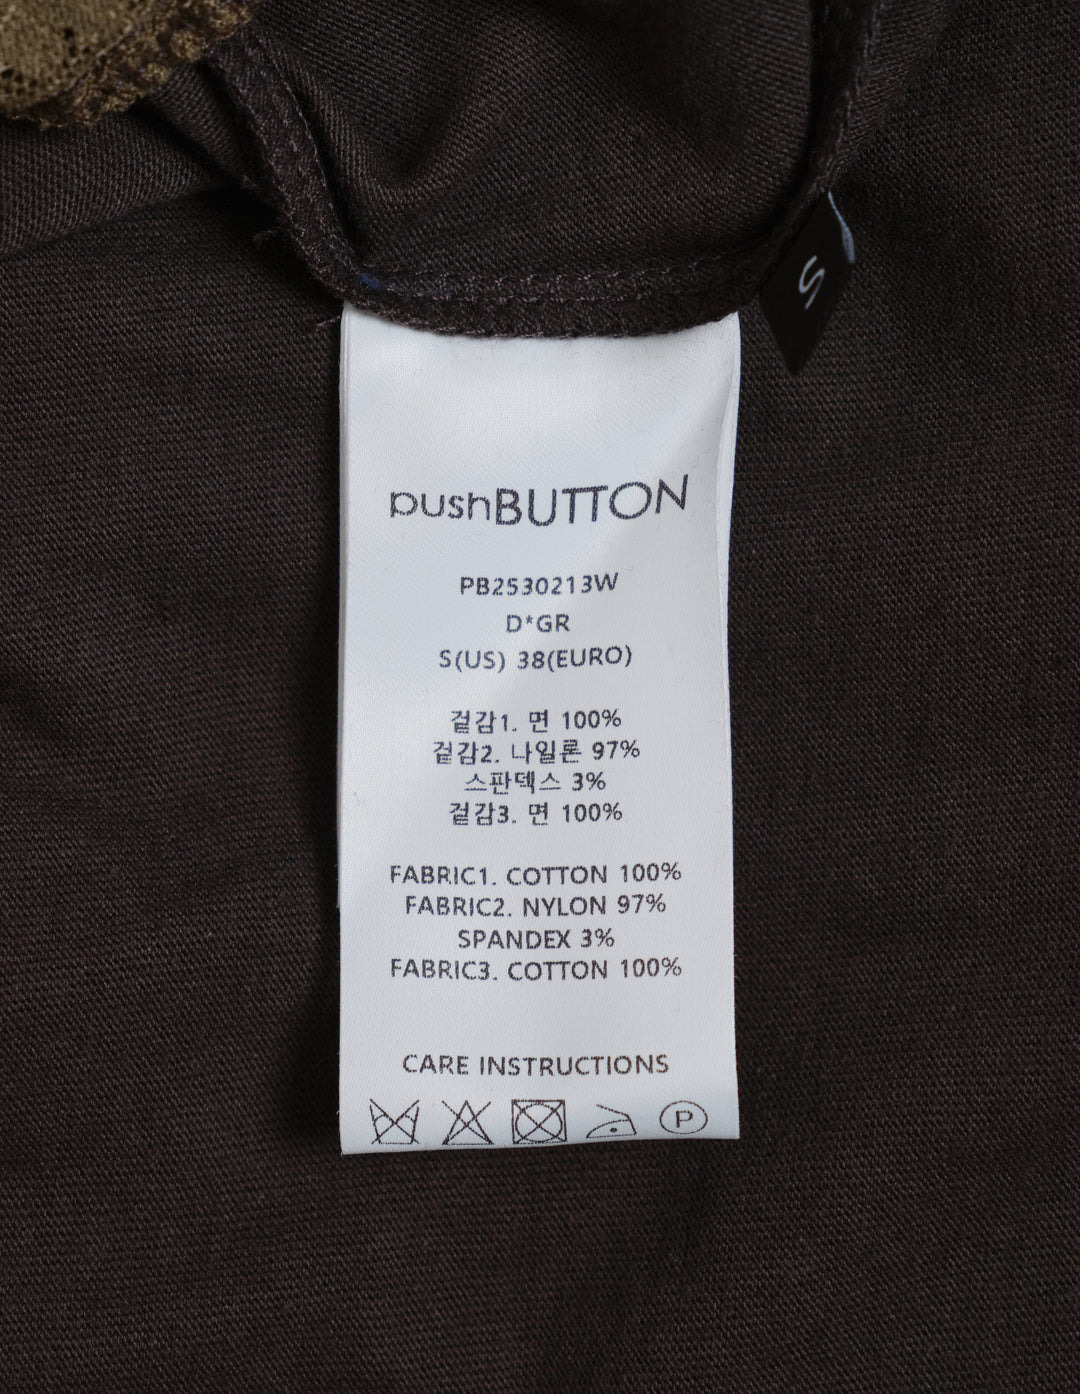 S
pushBUTTON
PB2530213W
D*GR
S(US) 38(EURO)
겉감1. 면 100%
겉감2. 나일론 97%
스판덱스 3%
겉감3. 면 100%
FABRIC1. COTTON 100%
FABRIC2. NYLON 97%
SPANDEX 3%
FABRIC3. COTTON 100%
CARE INSTRUCTIONS
P